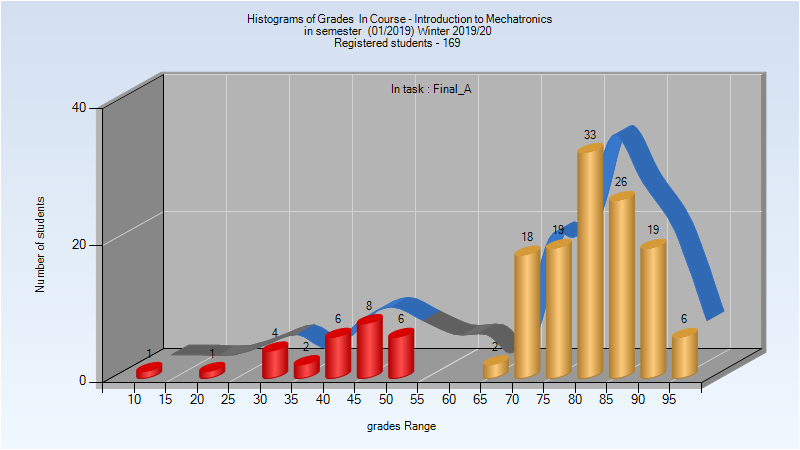 Histograms of Grades In Course - Introduction to Mechatronics
in semester (01/2019) Winter 2019/20
Registered students - 169
In task : Final_A
Number of students
40
20
0
1
1
4
2
6
8
6
2
18
19
33
26
19
6
10 15 20 25 30 35 40 45 50 55 60 65 70 75 80 85 90 95
grades Range